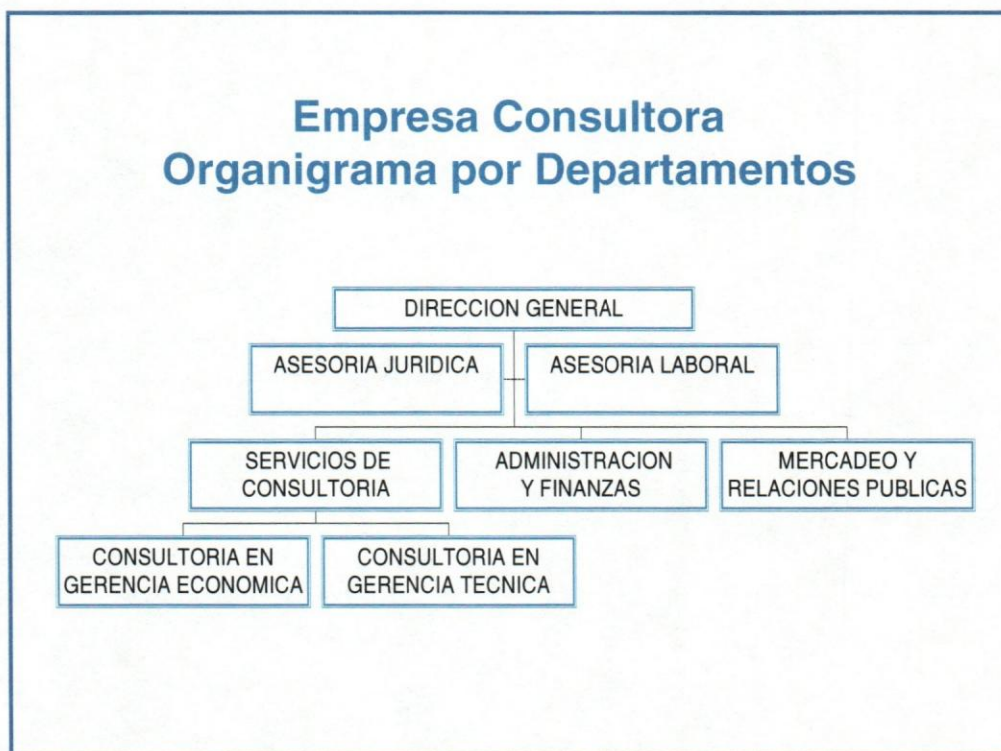 Empresa Consultora
Organigrama por Departamentos
DIRECCION GENERAL
ASESORIA JURIDICA
ASESORIA LABORAL
SERVICIOS DE
CONSULTORIA
ADMINISTRACION
Y FINANZAS
MERCADEO Y
RELACIONES PUBLICAS
CONSULTORIA EN
GERENCIA ECONOMICA
CONSULTORIA EN
GERENCIA TECNICA